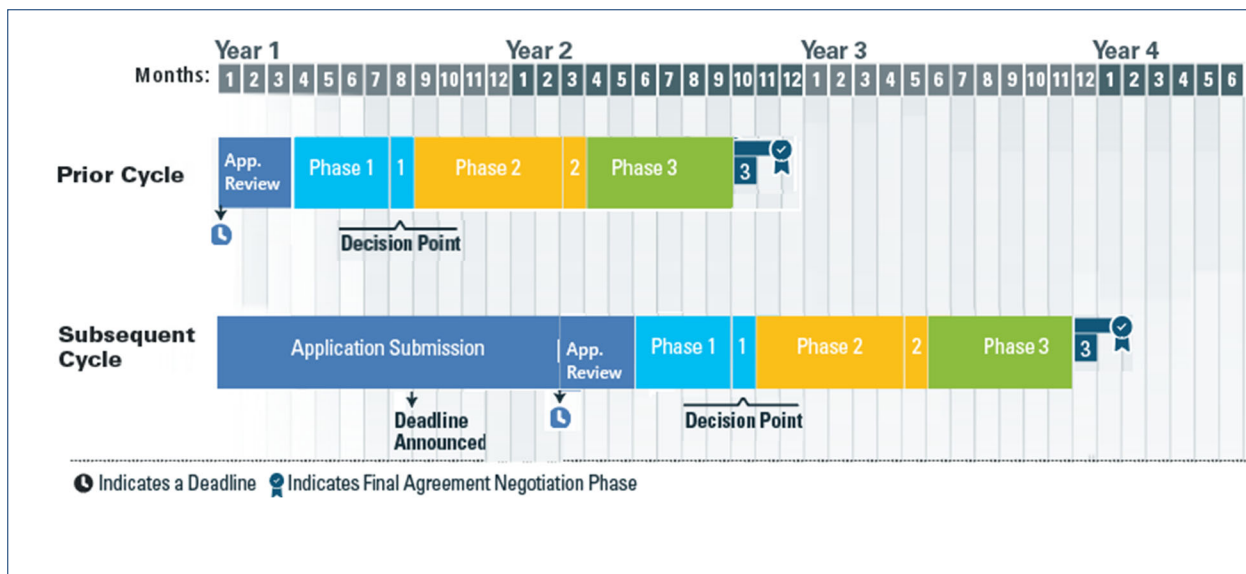 Year 1 Year 2 Year 3 Year 4
Months: 1 2 3 4 5 6 7 8 9 10 11 12 1 2 3 4 5 6 7 8 9 10 11 12 1 2 3 4 5 6 7 8 9 10 11 12 1 2 3 4 5 6
Prior Cycle
App.
Review
Phase 1
1
Phase 2
2
Phase 3
3
Decision Point
Subsequent
Cycle
Application Submission
App.
Review
Phase 1
1
Phase 2
2
Phase 3
3
Deadline
Announced
Decision Point
Indicates a Deadline
Indicates Final Agreement Negotiation Phase